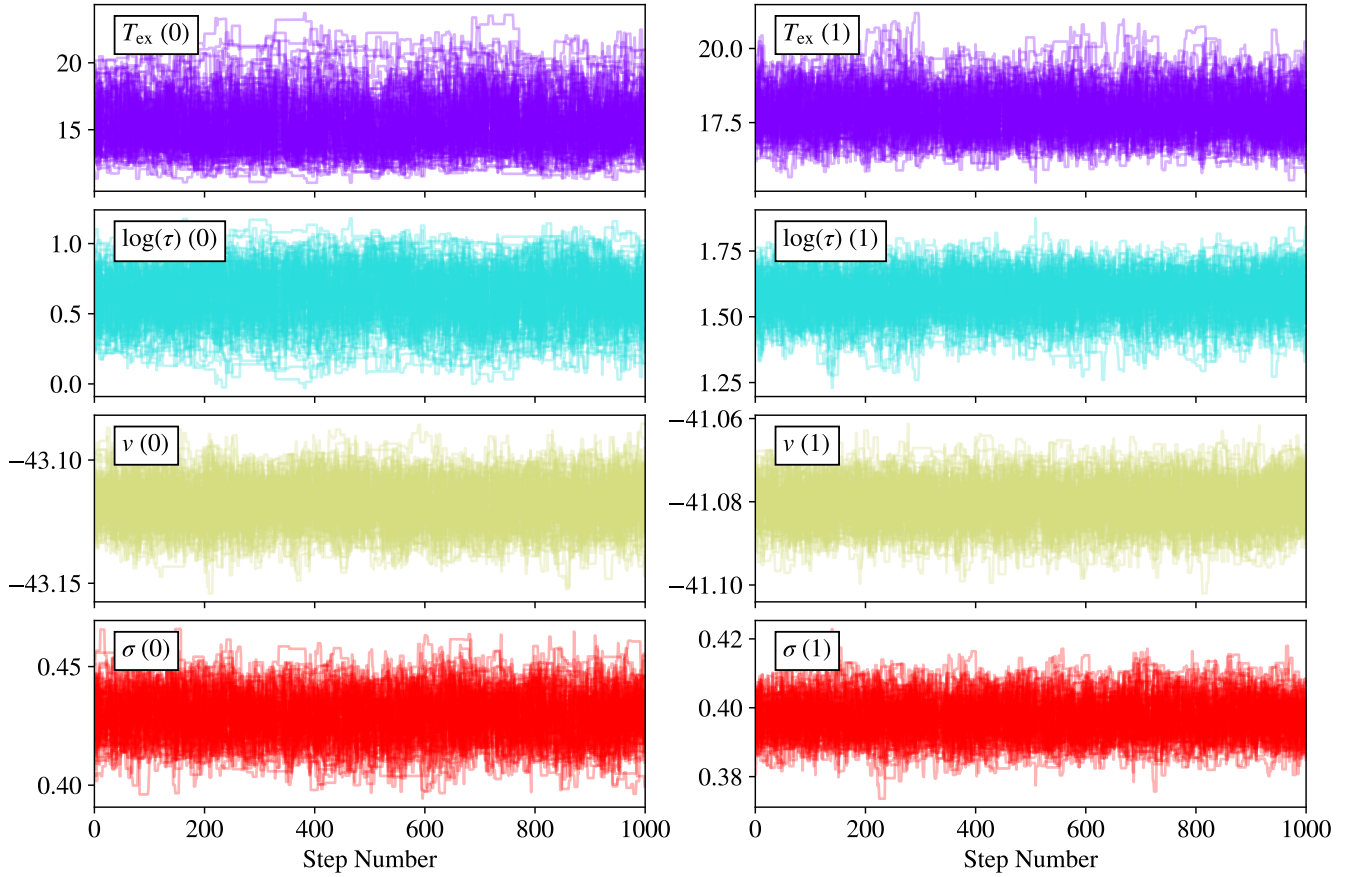 T_ex (0)
20
15
T_ex (1)
20.0
17.5
log(τ) (0)
1.0
0.5
0.0
log(τ) (1)
1.75
1.50
1.25
v (0)
−43.10
−43.15
v (1)
−41.06
−41.08
−41.10
σ (0)
0.45
0.40
0 200 400 600 800 1000
Step Number
σ (1)
0.42
0.40
0.38
0 200 400 600 800 1000
Step Number